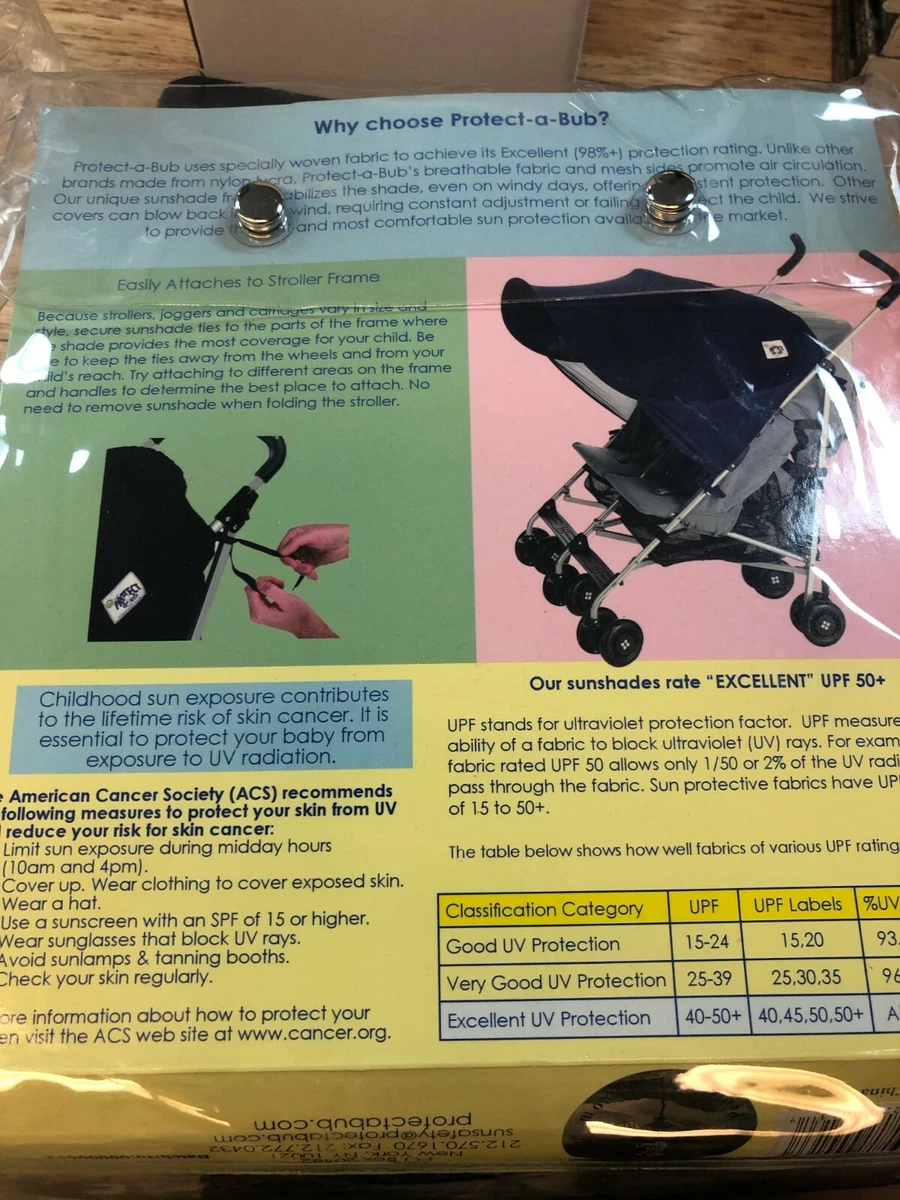 Why choose Protect-a-Bub?
Protect-a-Bub uses specially woven fabric to achieve its Excellent (98%+) protection rating. Unlike other
brands made from nylon Protect-a-Bub's breathable fabric and mesh sides promote air circulation.
Our unique sunshade the shade, even on windy days, protection. Other
covers can blow back wind, requiring constant adjustment or failing the child. We strive
to provide and most comfortable sun protection market.
Easily Attaches to Stroller Frame
Because strollers, joggers and carriages vary in size and
style, secure sunshade ties to the parts of the frame where
shade provides the most coverage for your child. Be
to keep the ties away from the wheels and from your
reach. Try attaching to different areas on the frame
and handles to determine the best place to attach. No
need to remove sunshade when folding the stroller.
PROTECT
Childhood sun exposure contributes
to the lifetime risk of skin cancer. It is
essential to protect your baby from
exposure to UV radiation.
American Cancer Society (ACS) recommends
following measures to protect your skin from UV
reduce your risk for skin cancer:
Limit sun exposure during midday hours
(10am and 4pm).
Cover up. Wear clothing to cover exposed skin.
Wear a hat.
Use a sunscreen with an SPF of 15 or higher.
Wear sunglasses that block UV rays.
Avoid sunlamps & tanning booths.
Check your skin regularly.
information about how to protect your
visit the ACS web site at www.cancer.org.
Our sunshades rate "EXCELLENT" UPF 50+
UPF stands for ultraviolet protection factor. UPF
ability of a fabric to block ultraviolet (UV) rays. For
fabric rated UPF 50 allows only 1/50 or 2% of the UV
pass through the fabric. Sun protective fabrics have
of 15 to 50+.
The table below shows how well fabrics of various UPF
Classification Category UPF UPF Labels %UV
Good UV Protection 15-24 15,20 93.
Very Good UV Protection 25-39 25,30,35 96
Excellent UV Protection 40-50+ 40,45,50,50+
China
protectabub.com
sunsafety@protectabub.com
212.570.1670 Fax: 212.772.0432
New York, NY 10021